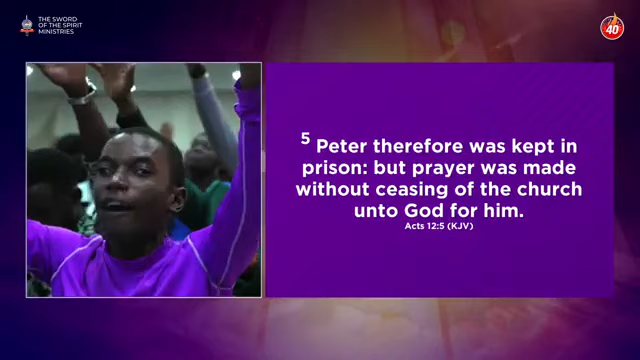 THE SWORD
OF THE SPIRIT
MINISTRIES
40
5 Peter therefore was kept in
prison: but prayer was made
without ceasing of the church
unto God for him.
Acts 12:5 (KJV)